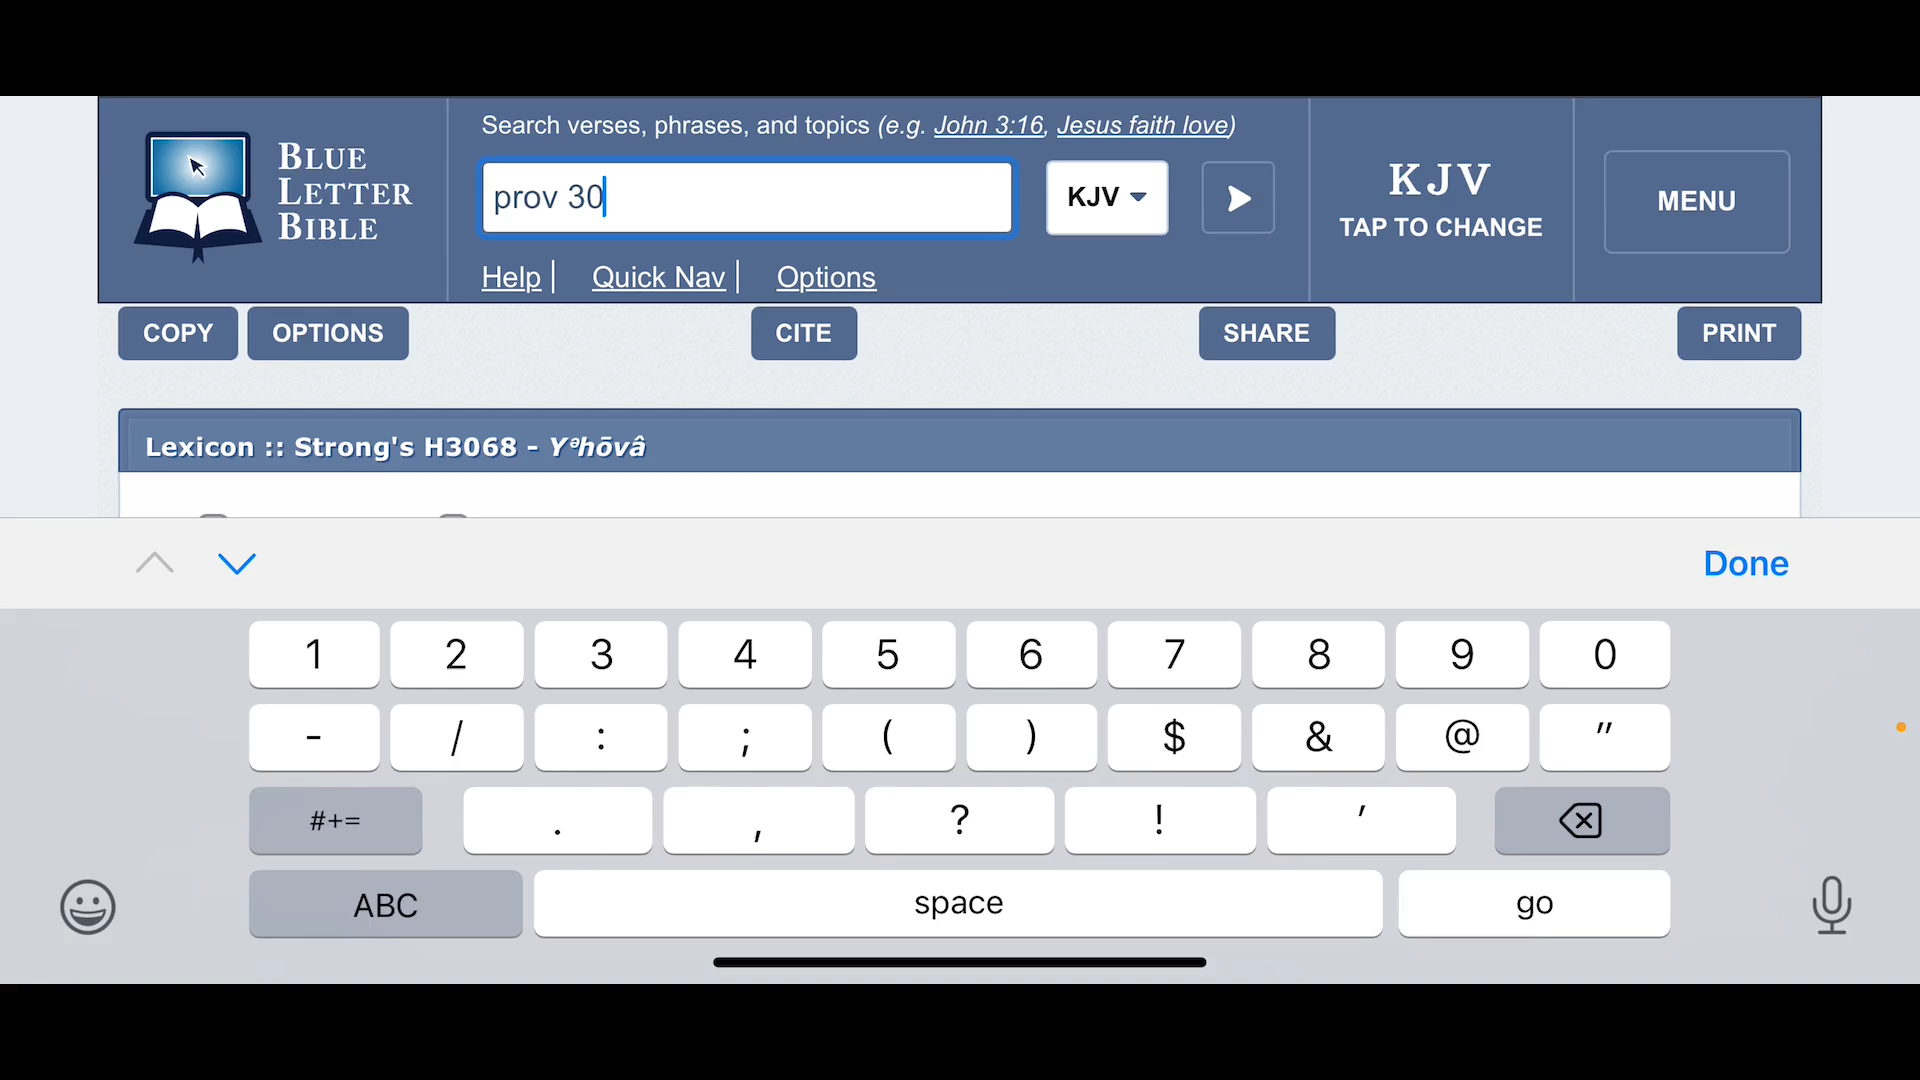 BLUE
LETTER
BIBLE
Search verses, phrases, and topics (e.g. John 3:16, Jesus faith love)
prov 30
KJV
Help | Quick Nav | Options
KJV
TAP TO CHANGE
MENU
COPY OPTIONS CITE SHARE PRINT
Lexicon :: Strong's H3068 - Yᵊhōvâ
Done
1 2 3 4 5 6 7 8 9 0
- / : ; ( ) $ & @ "
#+= . , ? ! '
ABC space go